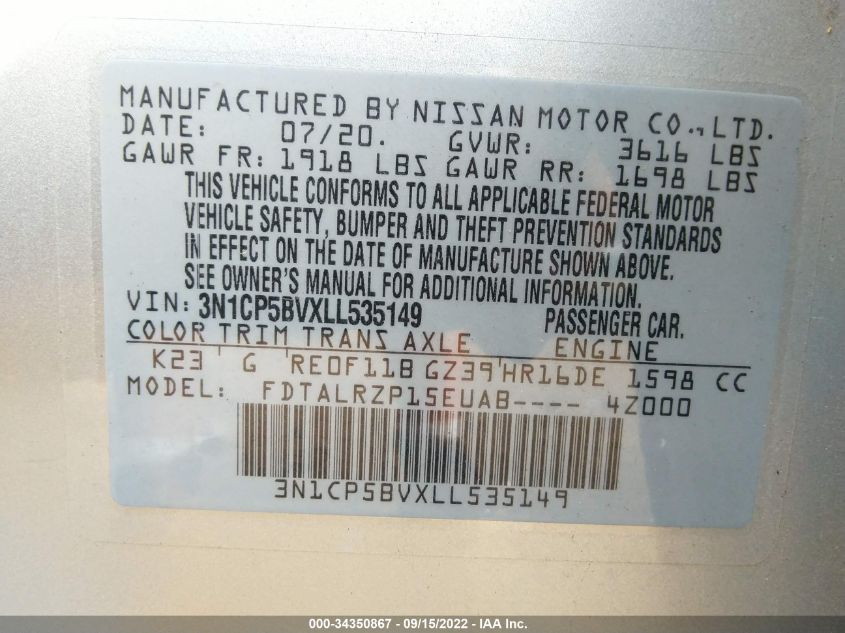 MANUFACTURED BY NISSAN MOTOR CO., LTD.
DATE: 07/20. GVWR: 3616 LBS
GAWR FR: 1918 LBS GAWR RR: 1698 LBS
THIS VEHICLE CONFORMS TO ALL APPLICABLE FEDERAL MOTOR
VEHICLE SAFETY, BUMPER AND THEFT PREVENTION STANDARDS
IN EFFECT ON THE DATE OF MANUFACTURE SHOWN ABOVE.
SEE OWNER'S MANUAL FOR ADDITIONAL INFORMATION.
VIN: 3N1CP5BVXLL535149 PASSENGER CAR.
COLOR TRIM TRANS AXLE ENGINE
K23 G RE0F11B GZ39 HR16DE 1598 CC
MODEL: FDTALRZP15EUAB---- 4Z000
3N1CP5BVXLL535149
000-34350867 - 09/15/2022 - IAA Inc.